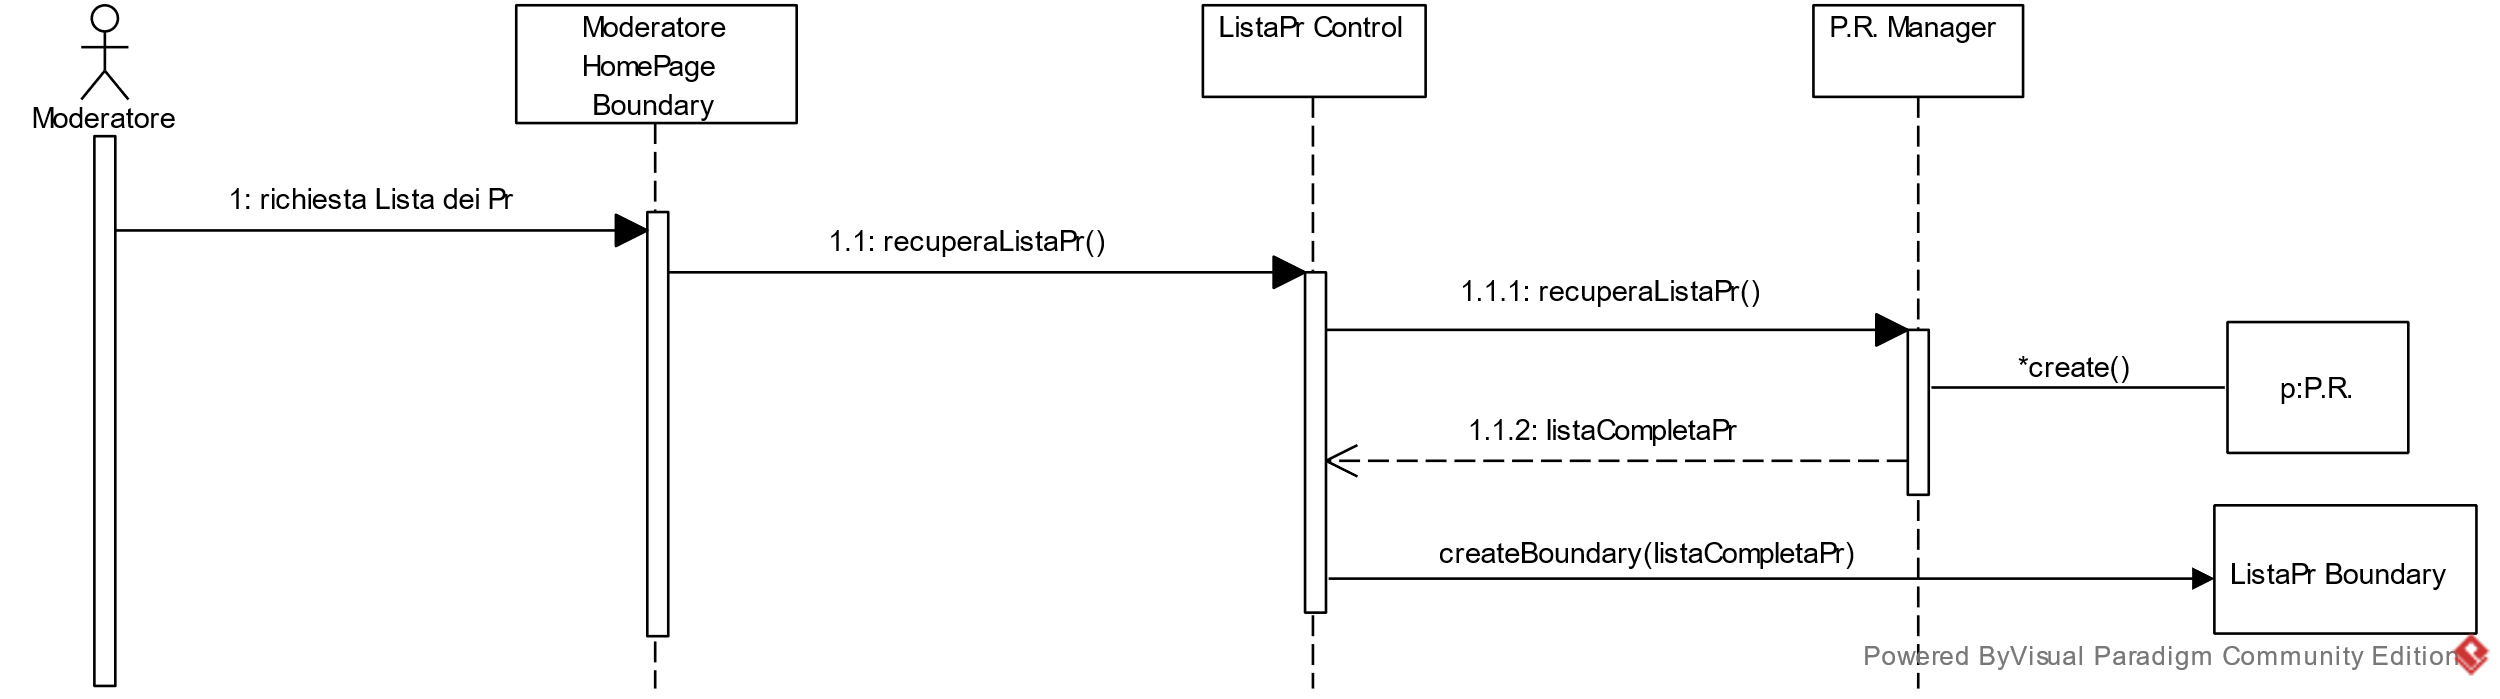 Moderatore
Moderatore
HomePage
Boundary
ListaPr Control
P.R. Manager
1: richiesta Lista dei Pr
1.1: recuperaListaPr()
1.1.1: recuperaListaPr()
*create()
p:P.R.
1.1.2: listaCompletaPr
createBoundary(listaCompletaPr)
ListaPr Boundary
Powered ByVisual Paradigm Community Edition